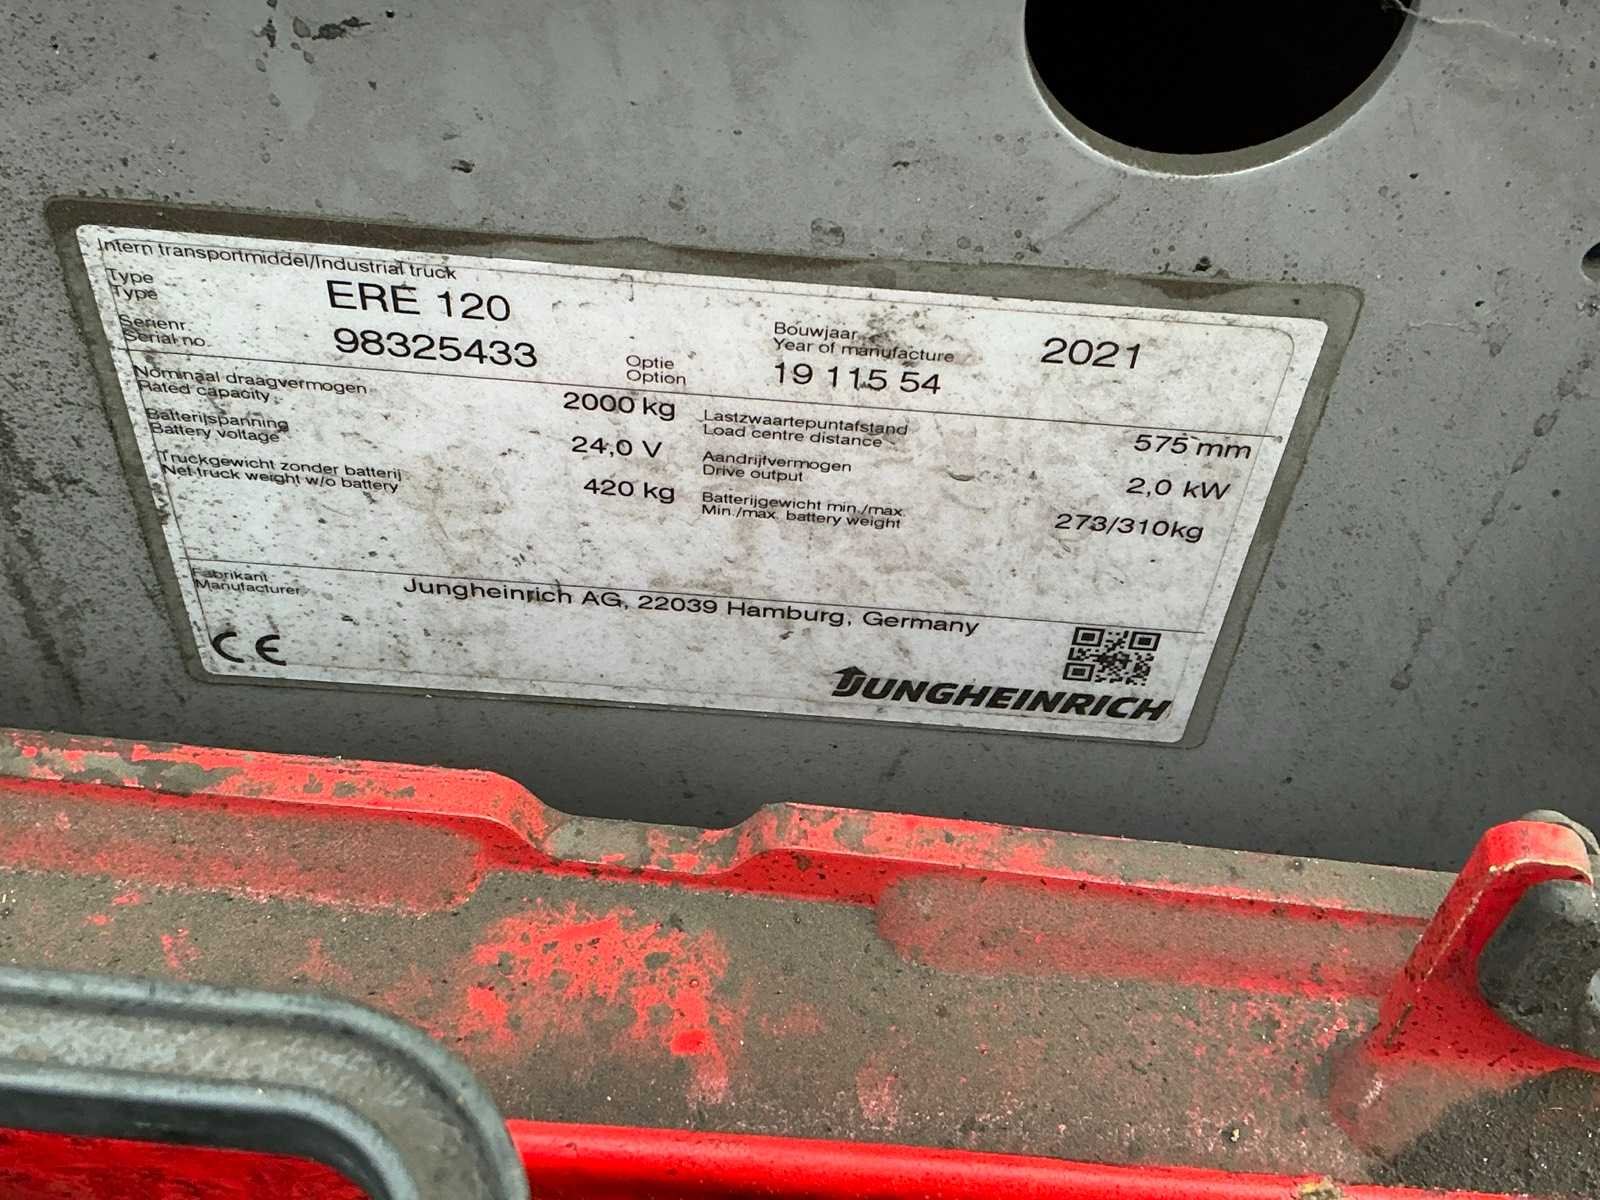 Intern transportmiddel/Industrial truck
Type
Type
ERE 120
Serienr.
Serial no.
98325433
Optie
Option
Bouwjaar
Year of manufacture
2021
19 115 54
Nominaal draagvermogen
Rated capacity
2000 kg
Lastzwaartepuntafstand
Load centre distance
575 mm
Batterijspanning
Battery voltage
24,0 V
Aandrijfvermogen
Drive output
2,0 kW
Truckgewicht zonder batterij
Net-truck weight w/o battery
420 kg
Batterijgewicht min./max.
Min./max. battery weight
273/310kg
Fabrikant
Manufacturer
Jungheinrich AG, 22039 Hamburg, Germany
CE
JUNGHEINRICH